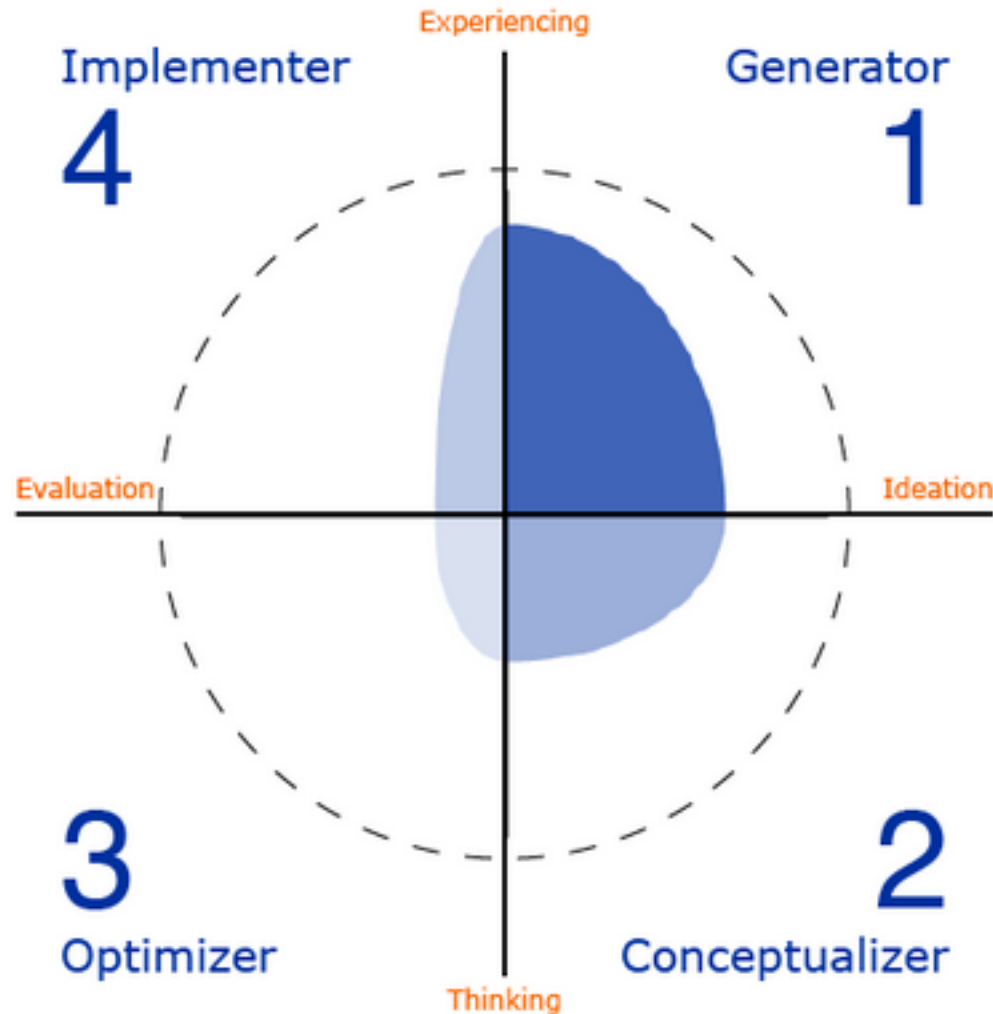 Experiencing
Implementer
Generator
4
1
Evaluation
Ideation
3
2
Optimizer
Conceptualizer
Thinking